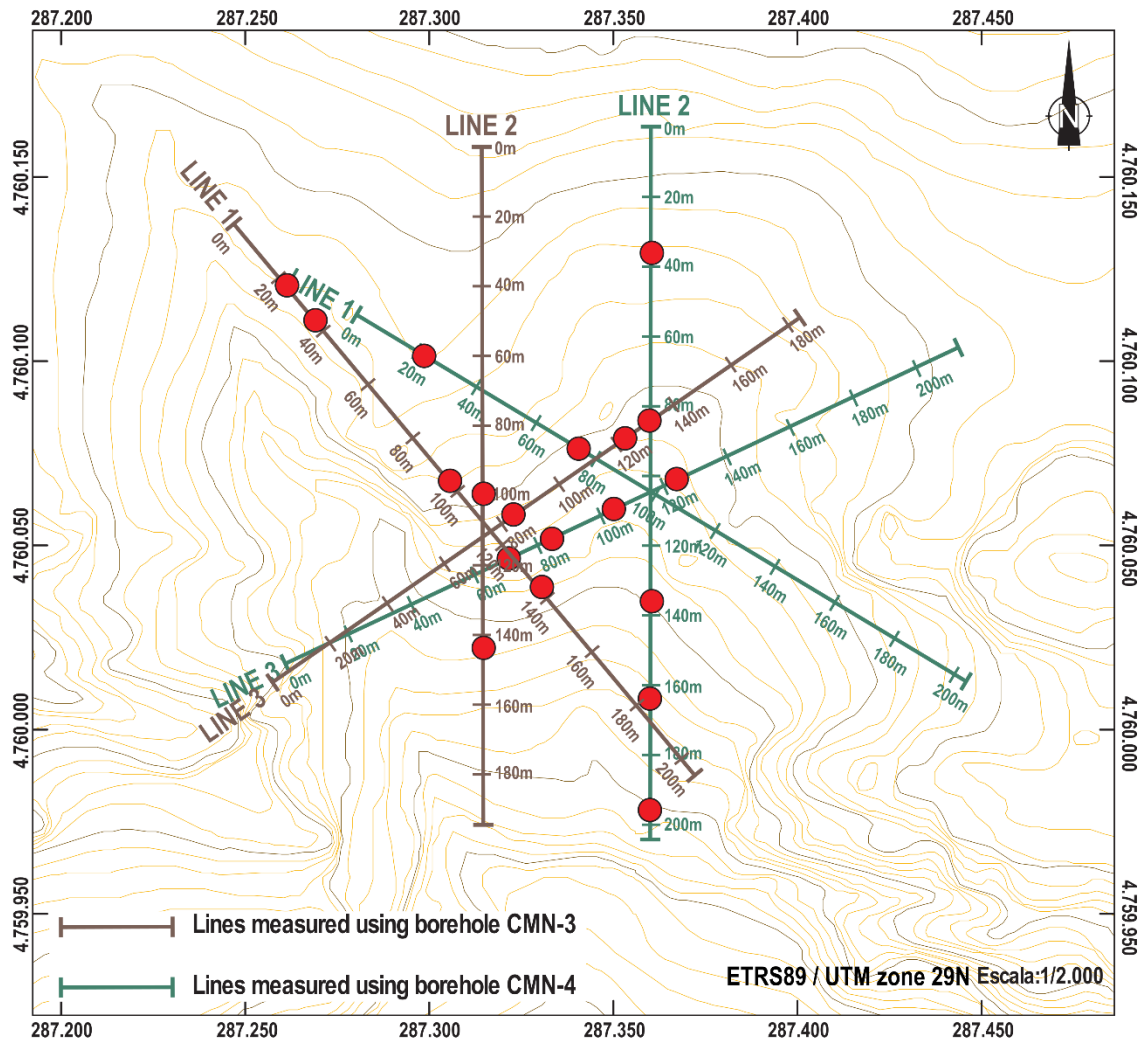 287.200 287.250 287.300 287.350 287.400 287.450
4.760.150
4.760.100
4.760.050
4.760.000
4.759.950
4.760.150
4.760.100
4.760.050
4.760.000
4.759.950
N
LINE 1
0m
20m
40m
60m
80m
100m
120m
140m
160m
180m
200m
LINE 2
0m
20m
40m
60m
80m
100m
120m
140m
160m
180m
LINE 3
0m
20m
40m
60m
80m
100m
120m
140m
160m
180m
LINE 1
0m
20m
40m
60m
80m
100m
120m
140m
160m
180m
200m
LINE 2
0m
20m
40m
60m
80m
120m
140m
160m
180m
200m
LINE 3
0m
20m
40m
60m
80m
100m
120m
140m
160m
180m
200m
Lines measured using borehole CMN-3
Lines measured using borehole CMN-4
ETRS89 / UTM zone 29N Escala:1/2.000
287.200 287.250 287.300 287.350 287.400 287.450